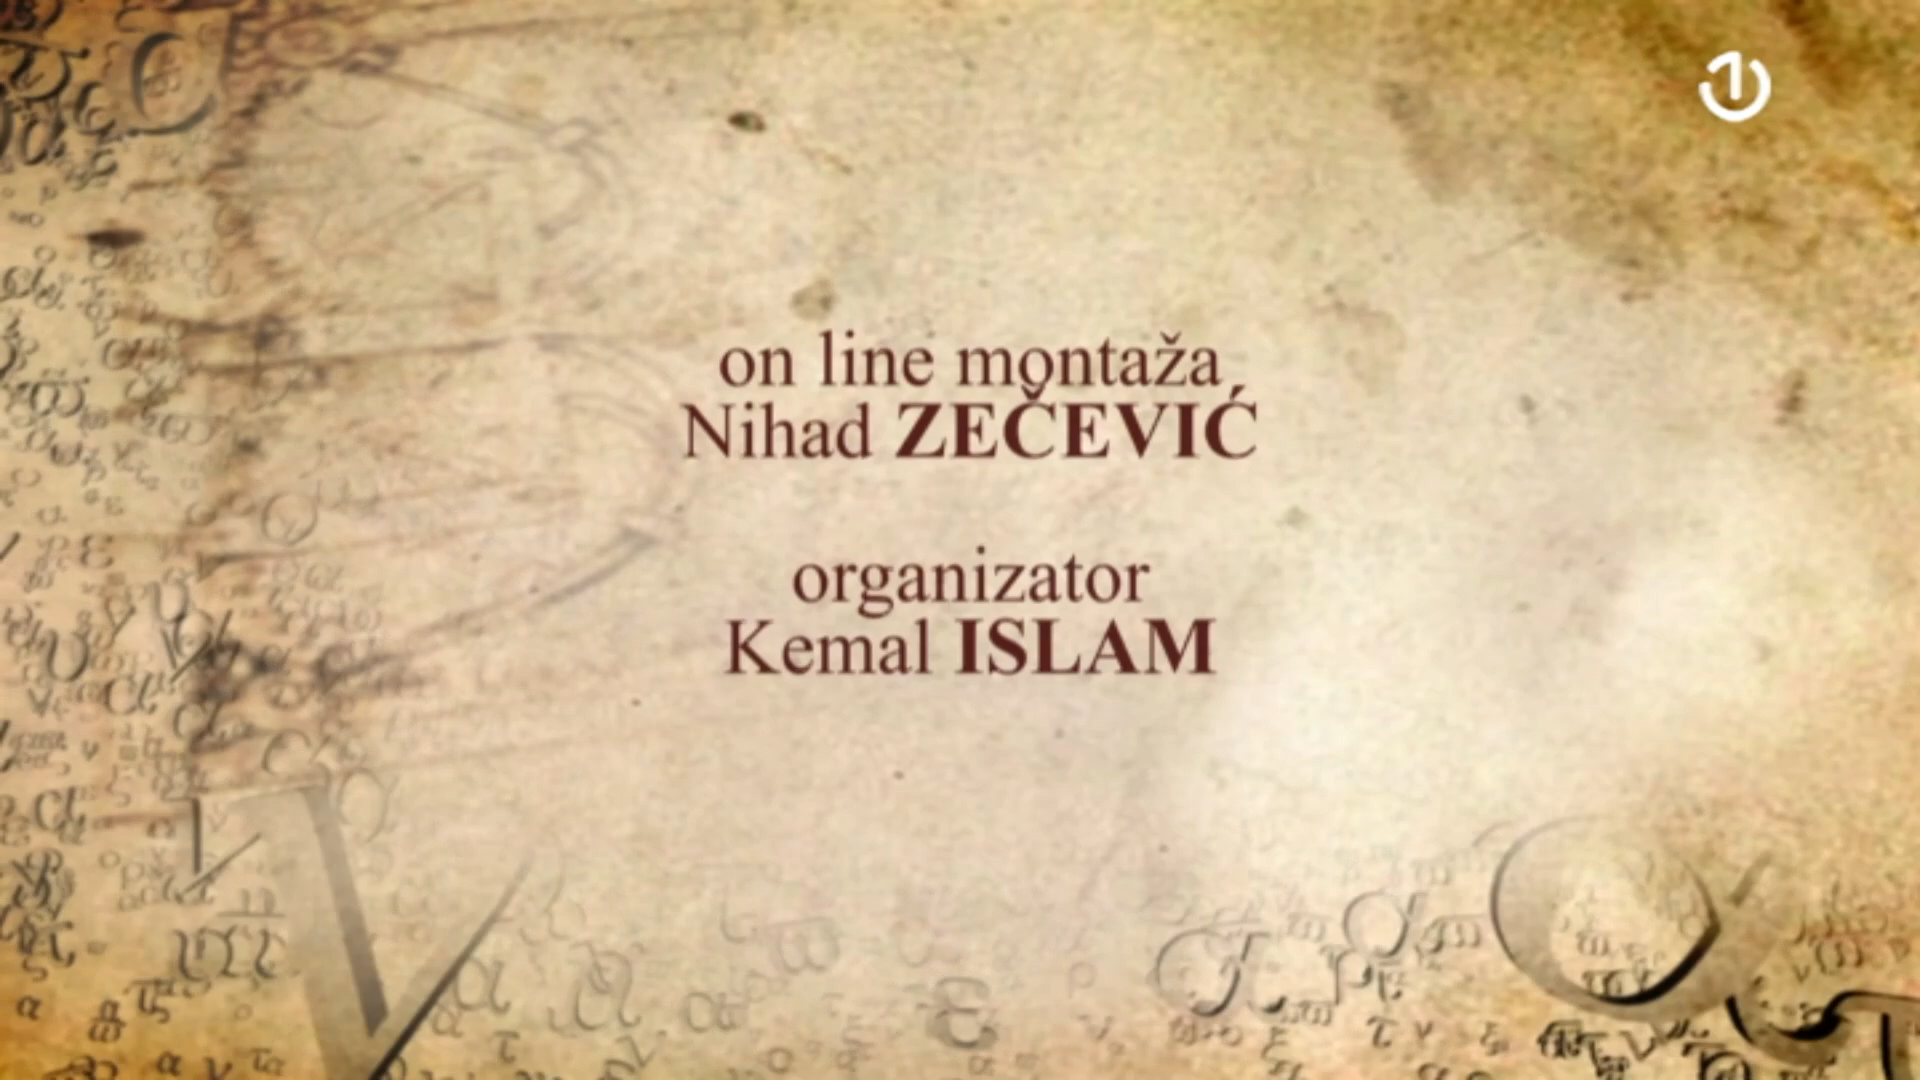 on line montaža
Nihad ZEČEVIĆ
organizator
Kemal ISLAM